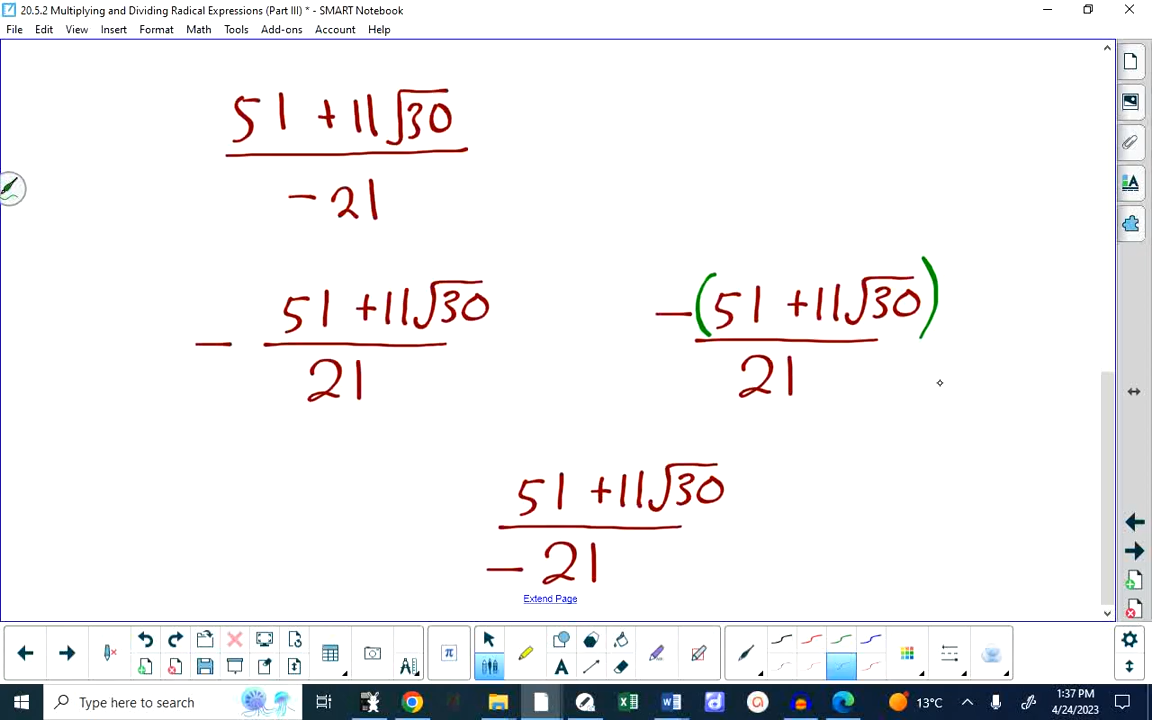 20.5.2 Multiplying and Dividing Radical Expressions (Part III) * - SMART Notebook
File Edit View Insert Format Math Tools Add-ons Account Help
51 + 11√30
- 21
- 51 + 11√30
21
-(51 + 11√30)
21
51 + 11√30
- 21
Extend Page
π
A
Type here to search
13°C
1:37 PM
4/24/2023